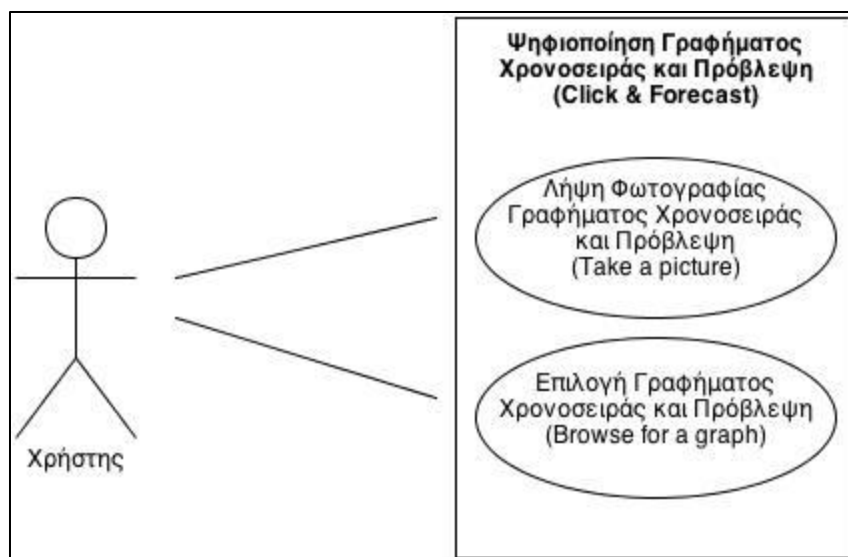 Ψηφιοποίηση Γραφήματος
Χρονοσειράς και Πρόβλεψη
(Click & Forecast)
Λήψη Φωτογραφίας
Γραφήματος Χρονοσειράς
και Πρόβλεψη
(Take a picture)
Επιλογή Γραφήματος
Χρονοσειράς και Πρόβλεψη
(Browse for a graph)
Χρήστης